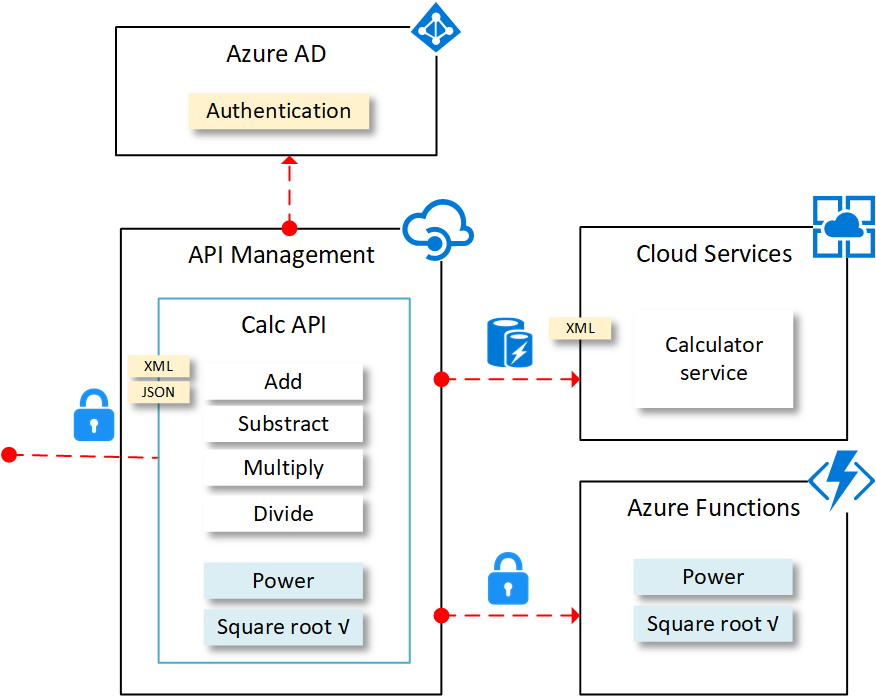 Azure AD
Authentication
API Management
Calc API
XML
JSON
Add
Substract
Multiply
Divide
Power
Square root √
Cloud Services
XML
Calculator
service
Azure Functions
Power
Square root √